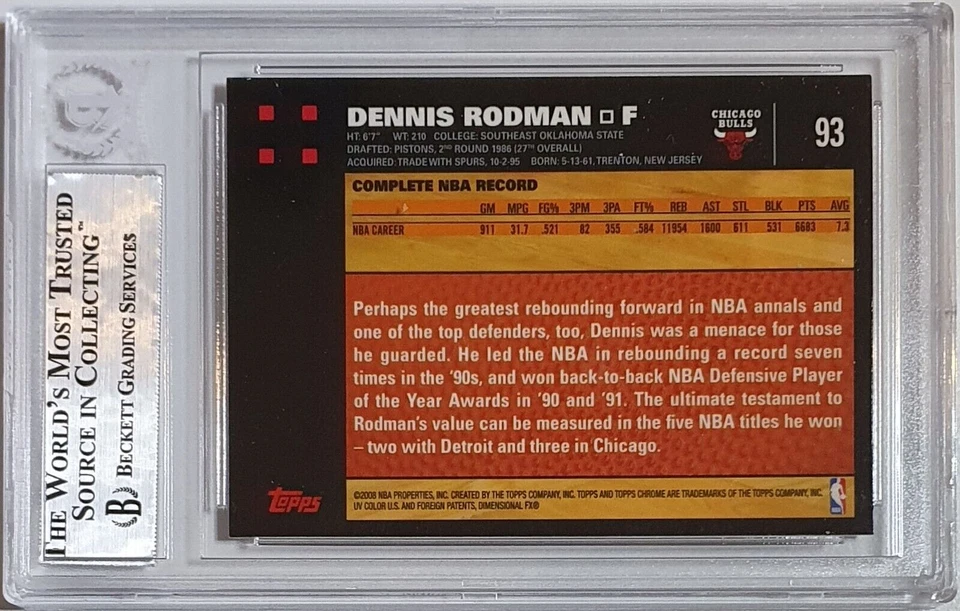 THE WORLD'S MOST TRUSTED
SOURCE IN COLLECTING™
BECKETT GRADING SERVICES
B
DENNIS RODMAN □ F
HT: 6'7" WT: 210 COLLEGE: SOUTHEAST OKLAHOMA STATE
DRAFTED: PISTONS, 2ND ROUND 1986 (27TH OVERALL)
ACQUIRED: TRADE WITH SPURS, 10-2-95 BORN: 5-13-61, TRENTON, NEW JERSEY
CHICAGO
BULLS
93
COMPLETE NBA RECORD
GM MPG FG% 3PM 3PA FT% REB AST STL BLK PTS AVG
NBA CAREER 911 31.7 .521 82 355 .584 11954 1600 611 531 6683 7.3
Perhaps the greatest rebounding forward in NBA annals and
one of the top defenders, too, Dennis was a menace for those
he guarded. He led the NBA in rebounding a record seven
times in the '90s, and won back-to-back NBA Defensive Player
of the Year Awards in '90 and '91. The ultimate testament to
Rodman's value can be measured in the five NBA titles he won
– two with Detroit and three in Chicago.
topps
©2008 NBA PROPERTIES, INC. CREATED BY THE TOPPS COMPANY, INC. TOPPS AND TOPPS CHROME ARE TRADEMARKS OF THE TOPPS COMPANY, INC.
UV COLOR U.S. AND FOREIGN PATENTS, DIMENSIONAL FX®